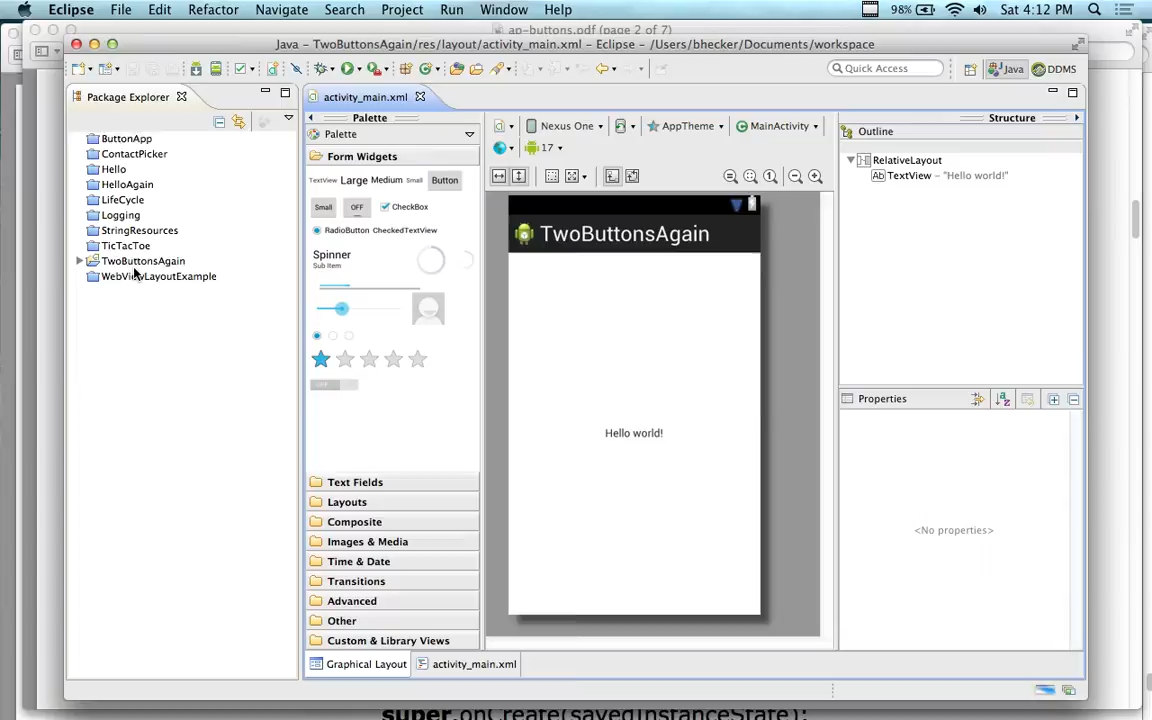 Eclipse File Edit Refactor Navigate Search Project Run Window Help 98% Sat 4:12 PM
ap-buttons.pdf (page 2 of 7)
Java – TwoButtonsAgain/res/layout/activity_main.xml – Eclipse – /Users/bhecker/Documents/workspace
Quick Access Java DDMS
Package Explorer
ButtonApp
ContactPicker
Hello
HelloAgain
LifeCycle
Logging
StringResources
TicTacToe
TwoButtonsAgain
WebViewLayoutExample
activity_main.xml
Palette
Palette
Form Widgets
TextView Large Medium Small Button
Small OFF CheckBox
RadioButton CheckedTextView
Spinner
Sub Item
OFF
Text Fields
Layouts
Composite
Images & Media
Time & Date
Transitions
Advanced
Other
Custom & Library Views
Graphical Layout activity_main.xml
Nexus One AppTheme MainActivity
17
TwoButtonsAgain
Hello world!
Structure
Outline
RelativeLayout
Ab TextView – "Hello world!"
Properties
<No properties>
super.onCreate(savedInstanceState);